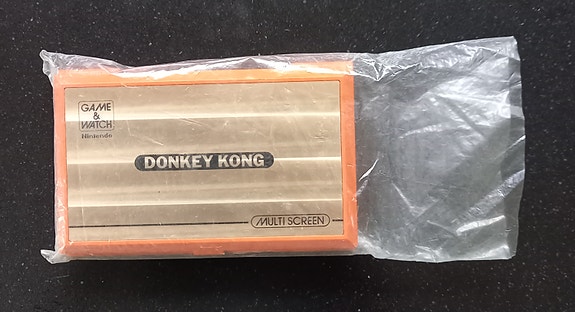 GAME
&
WATCH
Nintendo
DONKEY KONG
MULTI SCREEN